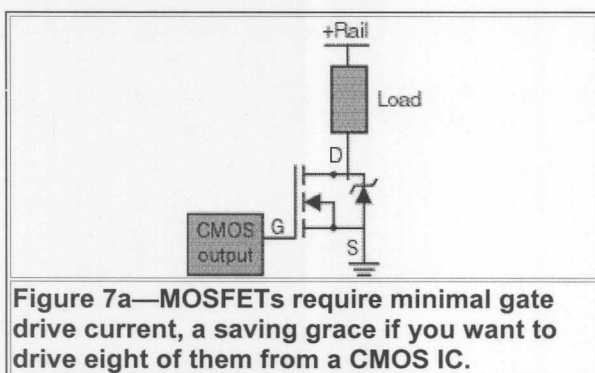 +Rail
Load
D
G
CMOS
output
S
Figure 7a—MOSFETs require minimal gate
drive current, a saving grace if you want to
drive eight of them from a CMOS IC.